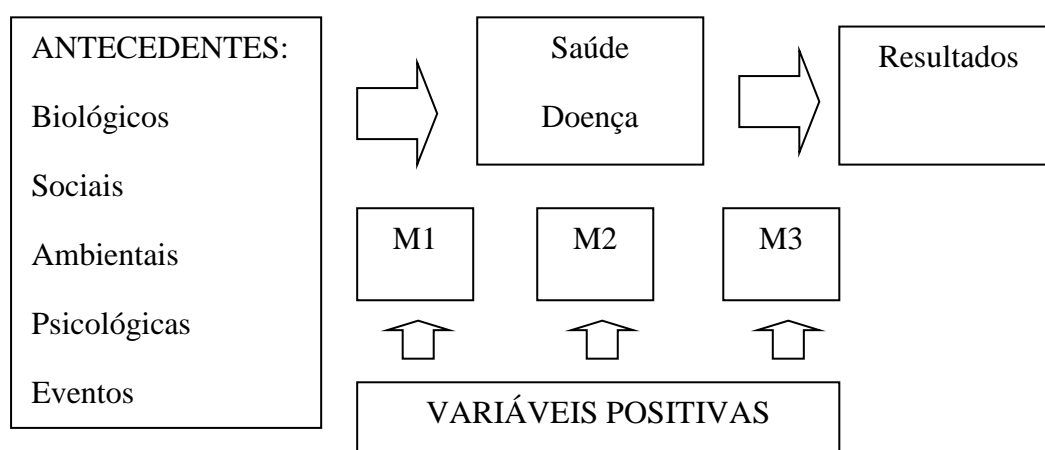 ANTECEDENTES:
Biológicos
Sociais
Ambientais
Psicológicas
Eventos
Saúde
Doença
Resultados
M1
M2
M3
VARIÁVEIS POSITIVAS